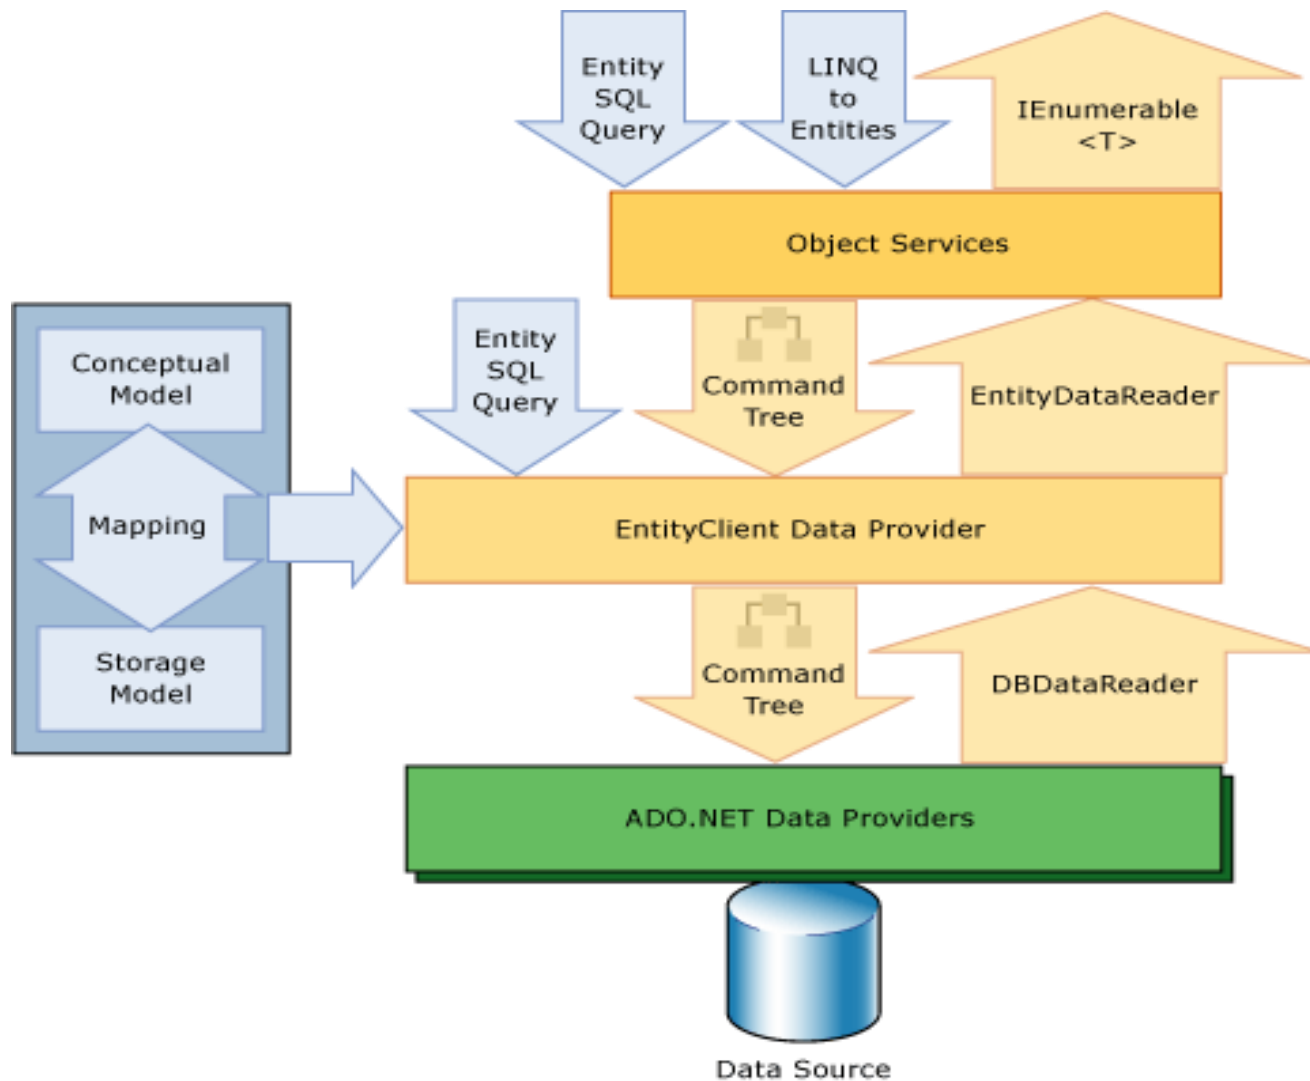 Entity
SQL
Query
LINQ
to
Entities
IEnumerable
<T>
Object Services
Conceptual
Model
Mapping
Storage
Model
Entity
SQL
Query
Command
Tree
EntityDataReader
EntityClient Data Provider
Command
Tree
DBDataReader
ADO.NET Data Providers
Data Source